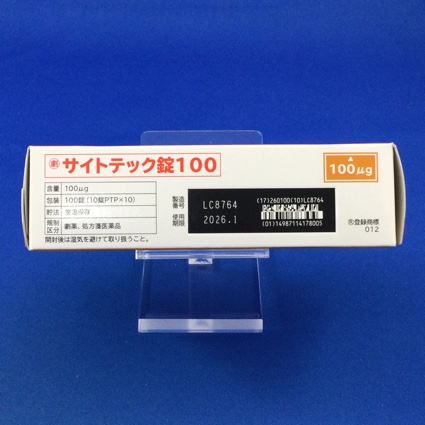 劇 サイトテック錠100
100μg
含量 100μg
包装 100錠(10錠PTP×10)
貯法 室温保存
規制区分 劇薬、処方箋医薬品
開封後は湿気を避けて取り扱うこと。
製造番号 LC8764
使用期限 2026.1
(17)260100(10)LC8764
(01)14987114178005
Ⓡ登録商標
012